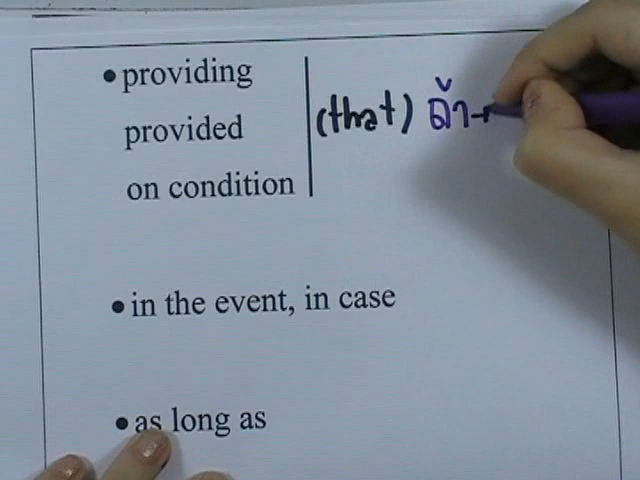 • providing
provided (that) ถ้า
on condition
• in the event, in case
• as long as